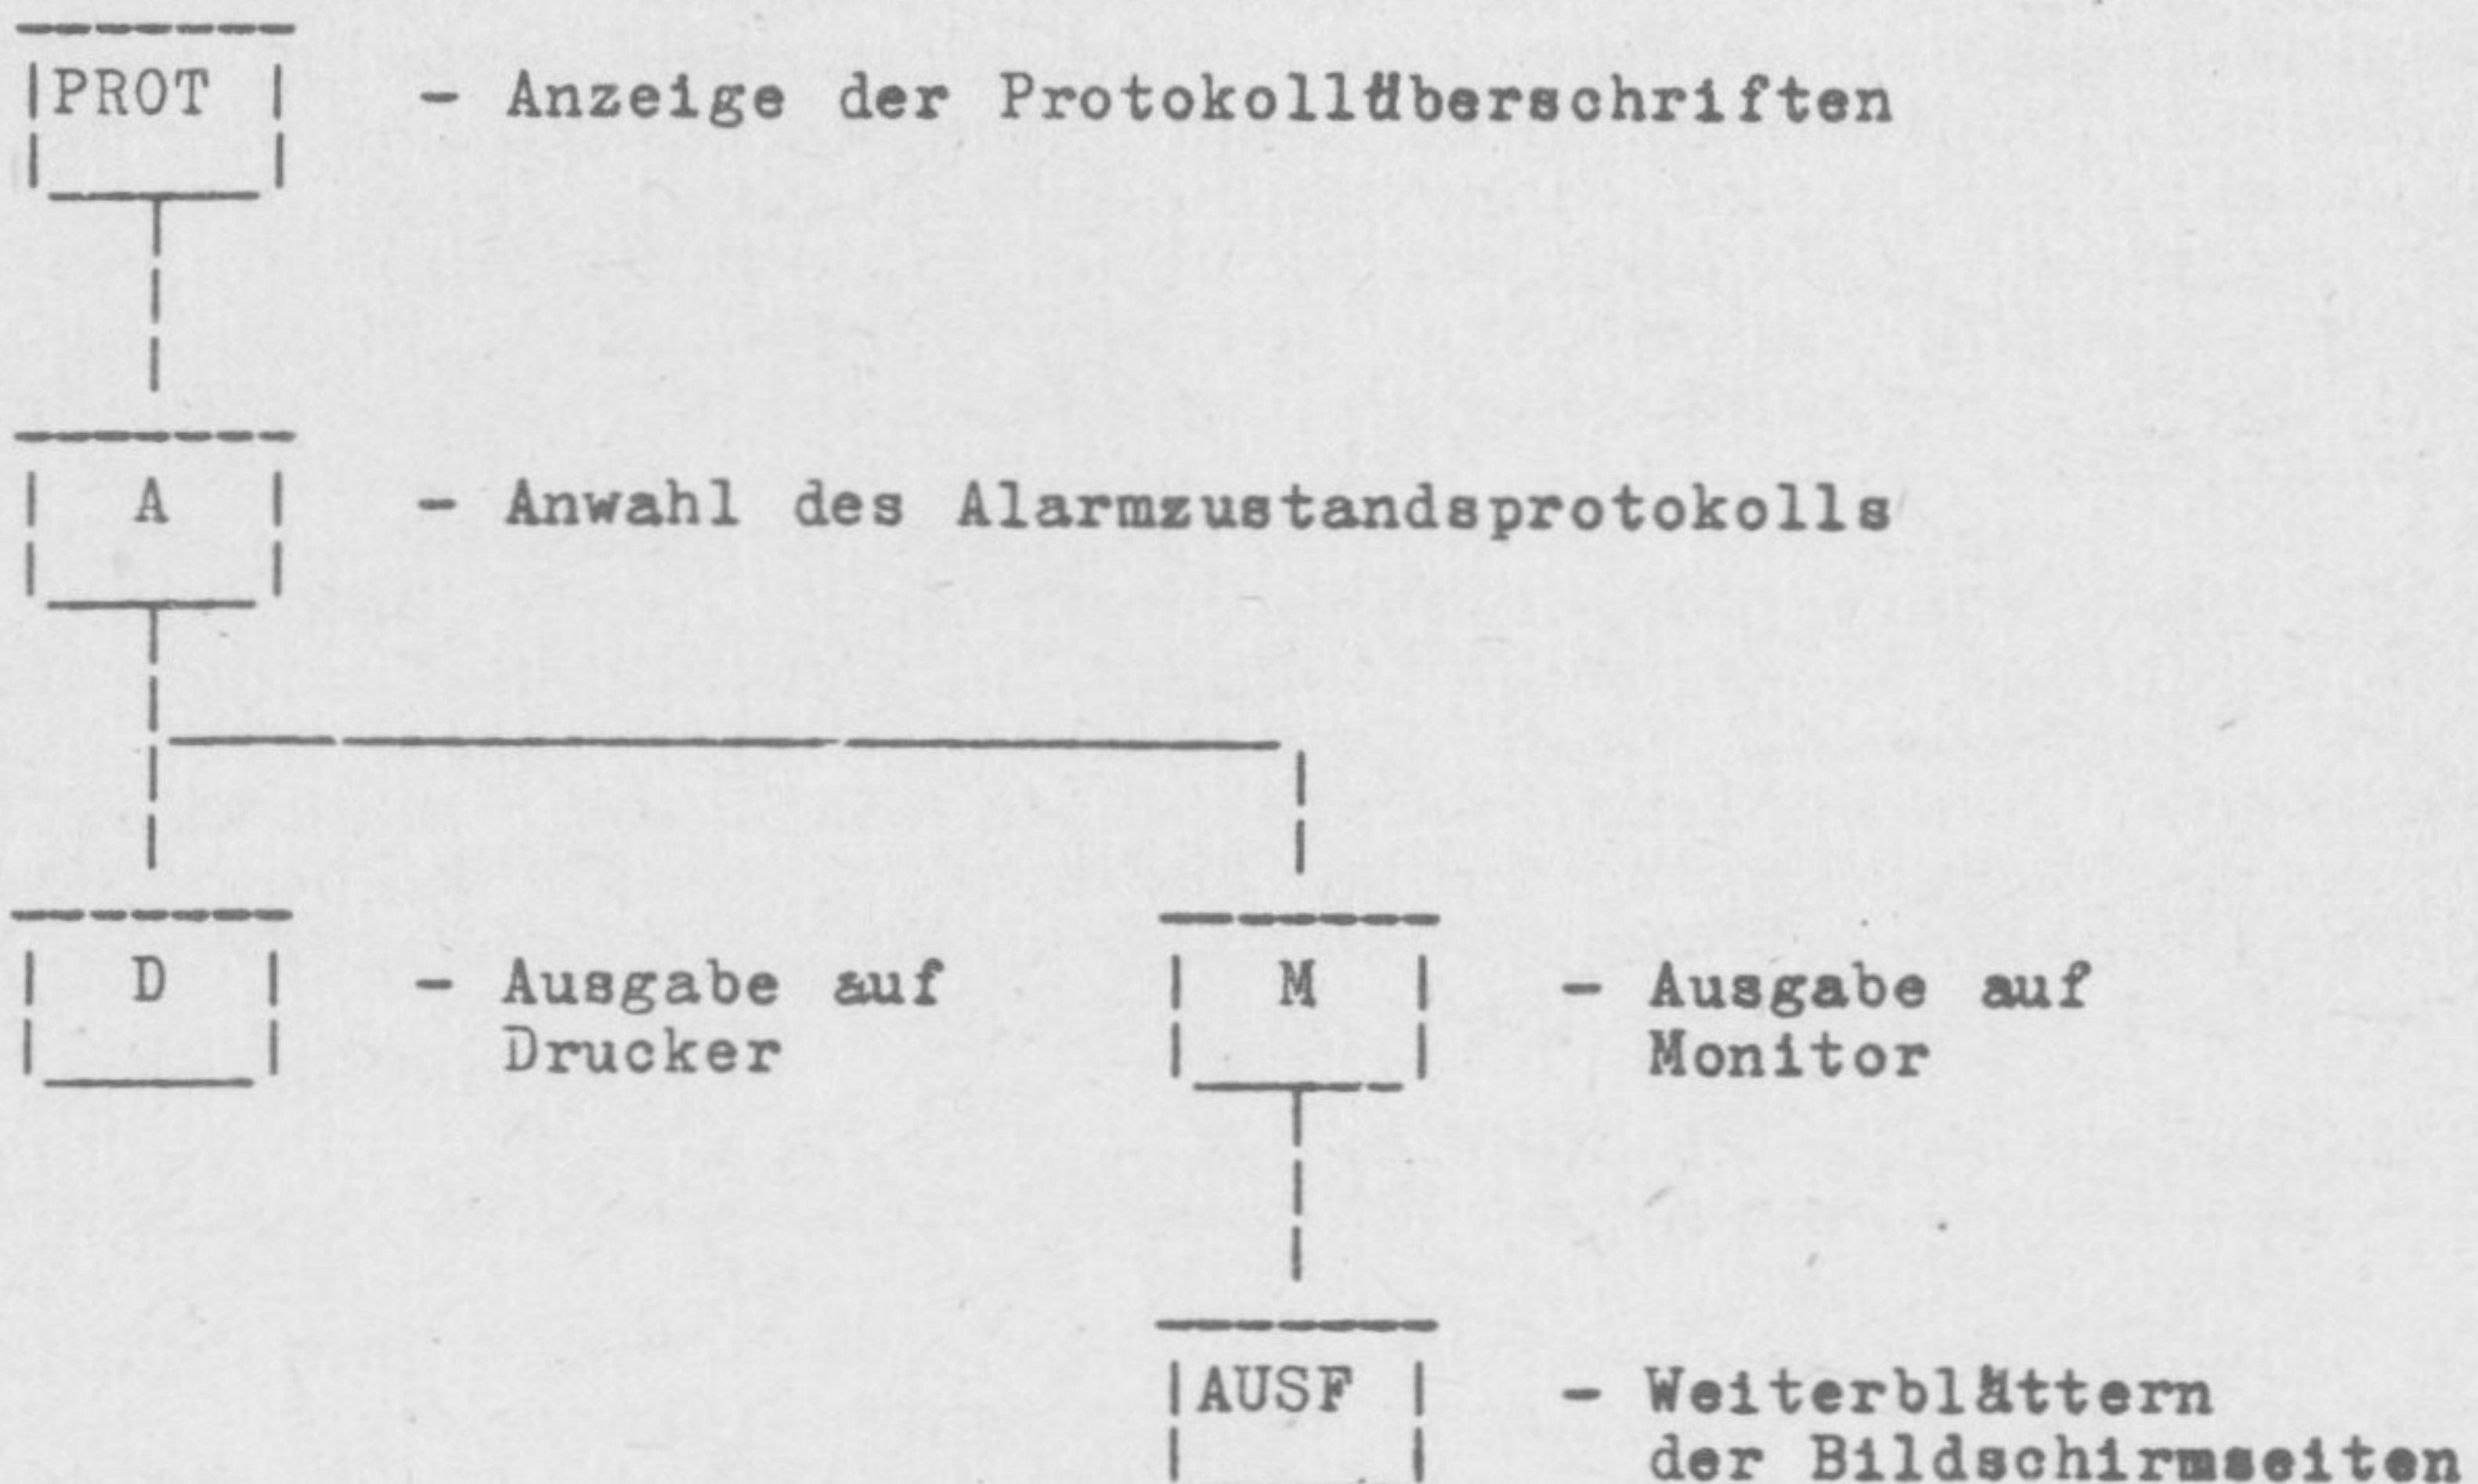 PROT - Anzeige der Protokollüberschriften
A - Anwahl des Alarmzustandsprotokolls
D - Ausgabe auf
Drucker
M - Ausgabe auf
Monitor
AUSF - Weiterblättern
der Bildschirmseiten